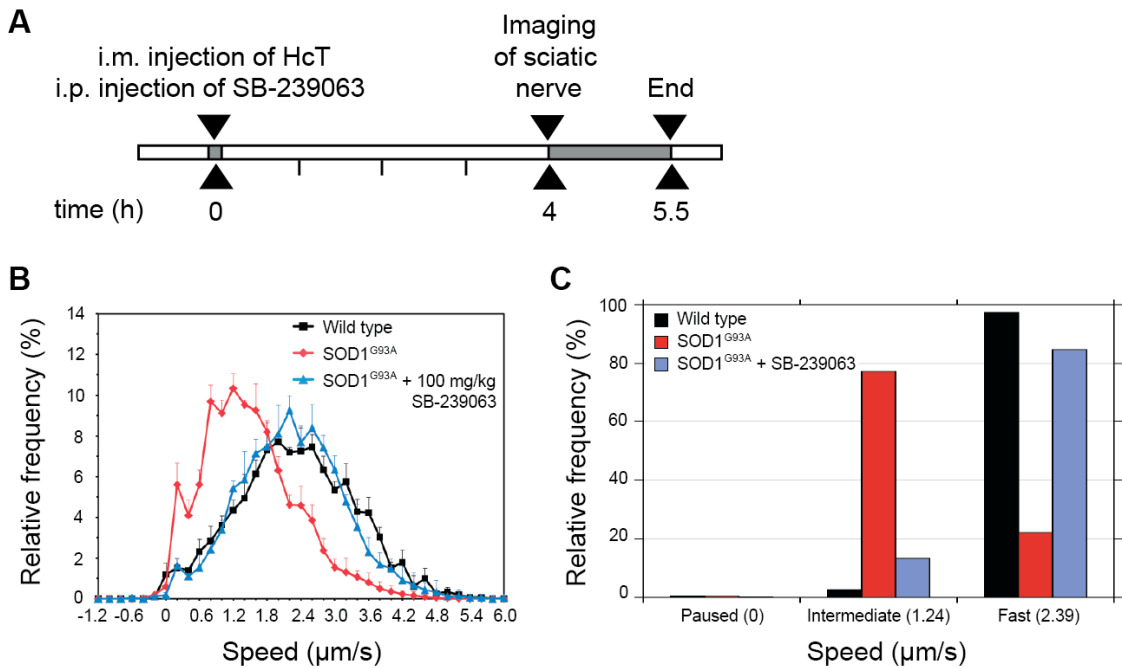 A
i.m. injection of HcT
i.p. injection of SB-239063
Imaging
of sciatic
nerve
End
time (h)
0
4
5.5
B
Relative frequency (%)
14
12
10
8
6
4
2
0
Wild type
SOD1G93A
SOD1G93A + 100 mg/kg
SB-239063
-1.2 -0.6 0 0.6 1.2 1.8 2.4 3.0 3.6 4.2 4.8 5.4 6.0
Speed (µm/s)
C
Relative frequency (%)
100
80
60
40
20
0
Wild type
SOD1G93A
SOD1G93A + SB-239063
Paused (0) Intermediate (1.24) Fast (2.39)
Speed (µm/s)